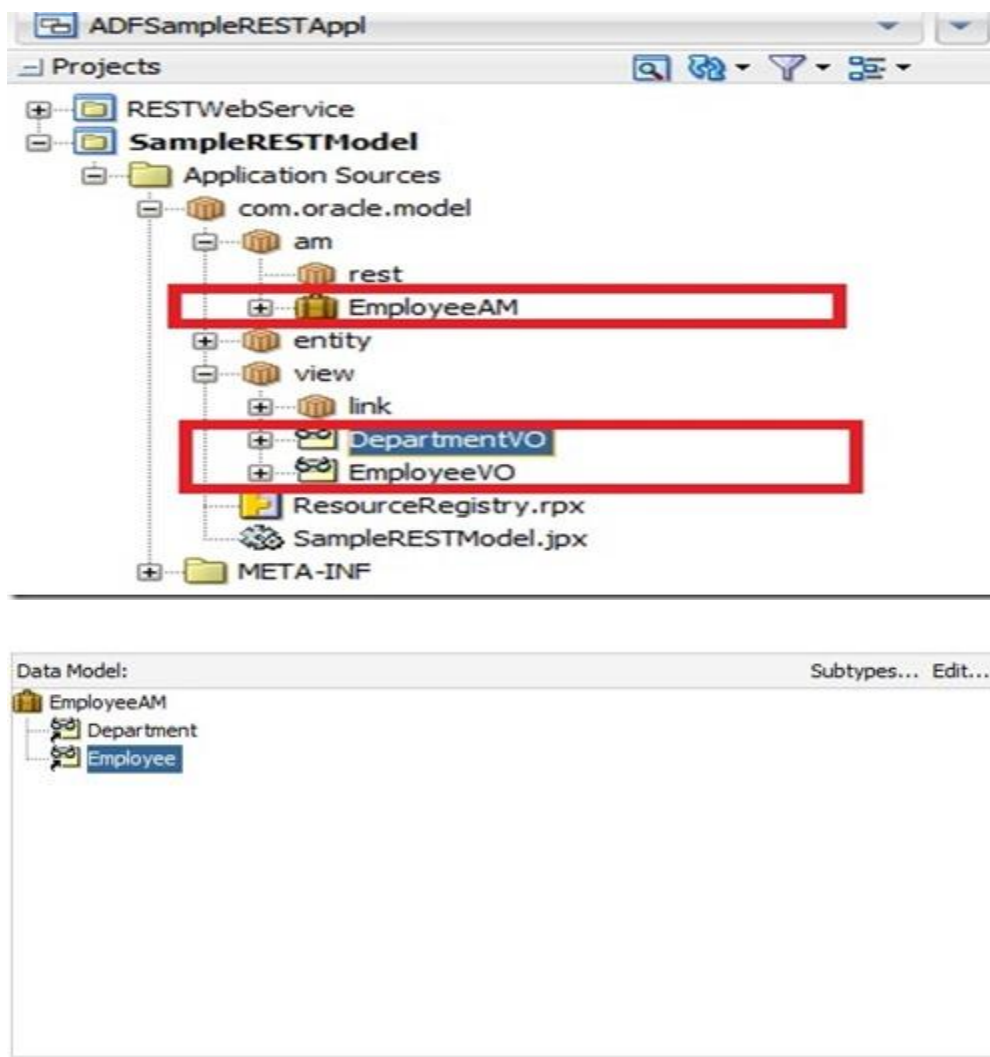 ADFSampleRESTAppl
Projects
RESTWebService
SampleRESTModel
Application Sources
com.oracle.model
am
rest
EmployeeAM
entity
view
link
DepartmentVO
EmployeeVO
ResourceRegistry.rpx
SampleRESTModel.jpx
META-INF
Data Model: Subtypes... Edit...
EmployeeAM
Department
Employee